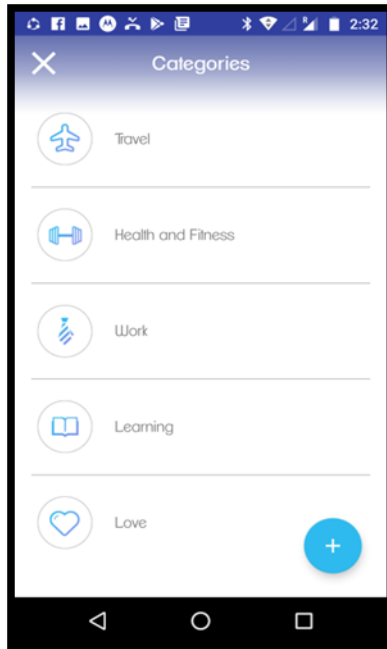 2:32
Categories
Travel
Health and Fitness
Work
Learning
Love